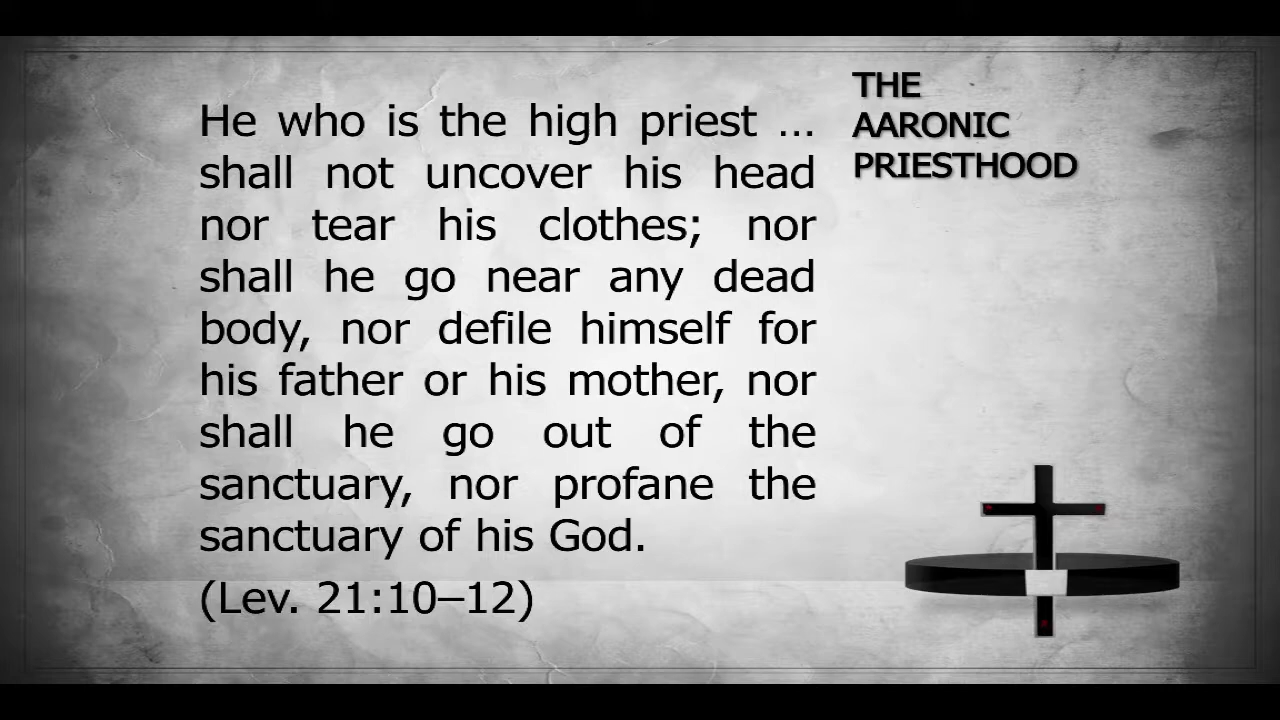 He who is the high priest …
shall not uncover his head
nor tear his clothes; nor
shall he go near any dead
body, nor defile himself for
his father or his mother, nor
shall he go out of the
sanctuary, nor profane the
sanctuary of his God.
(Lev. 21:10–12)
THE
AARONIC
PRIESTHOOD